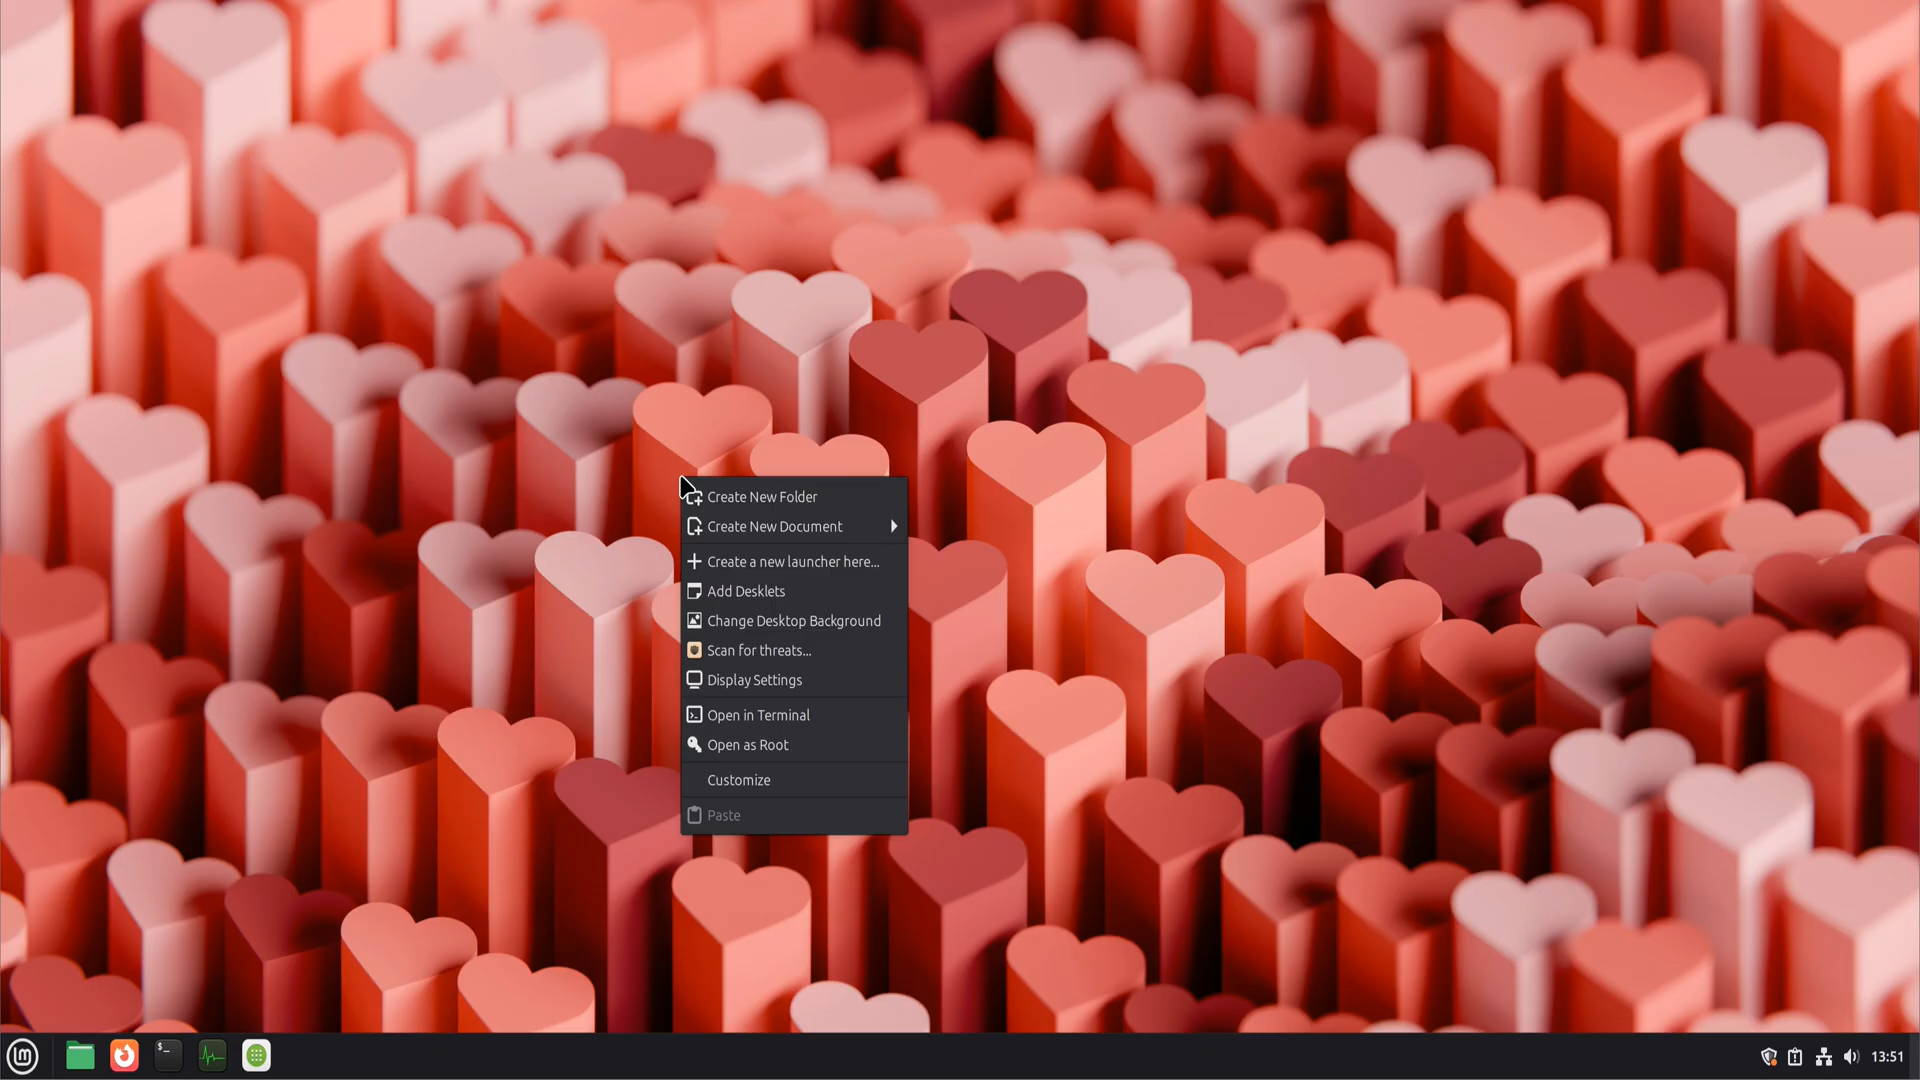 Create New Folder
Create New Document
Create a new launcher here...
Add Desklets
Change Desktop Background
Scan for threats...
Display Settings
Open in Terminal
Open as Root
Customize
Paste
$_
13:51